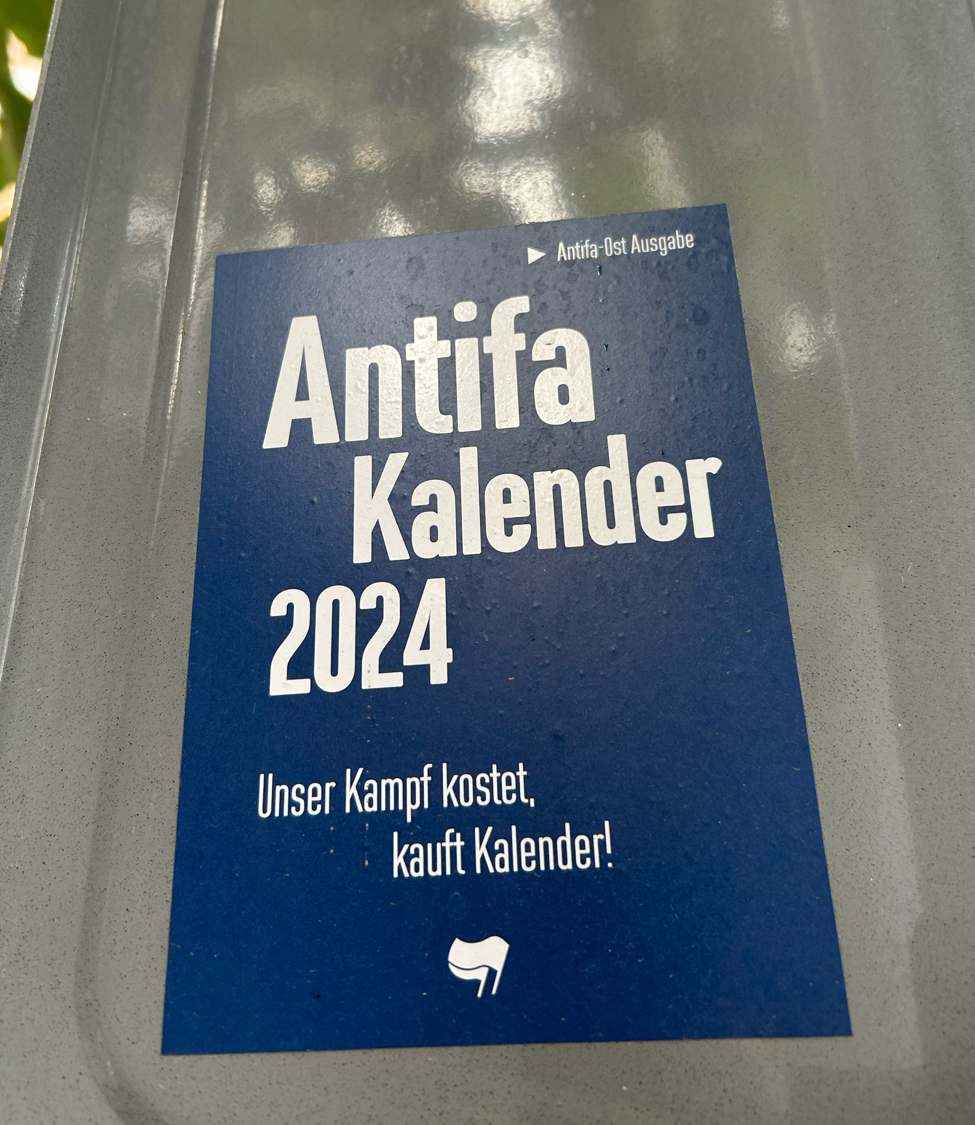 ► Antifa-Ost Ausgabe
Antifa
Kalender
2024
Unser Kampf kostet,
kauft Kalender!